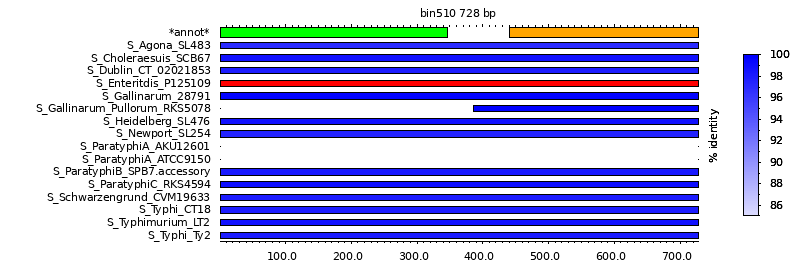 bin510 728 bp
*annot*
S_Agona_SL483
S_Choleraesuis_SCB67
S_Dublin_CT_02021853
S_Enteritdis_P125109
S_Gallinarum_28791
S_Gallinarum_Pullorum_RKS5078
S_Heidelberg_SL476
S_Newport_SL254
S_ParatyphiA_AKU12601
S_ParatyphiA_ATCC9150
S_ParatyphiB_SPB7.accessory
S_ParatyphiC_RKS4594
S_Schwarzengrund_CVM19633
S_Typhi_CT18
S_Typhimurium_LT2
S_Typhi_Ty2
100.0 200.0 300.0 400.0 500.0 600.0 700.0
% identity
100
98
96
94
92
90
88
86